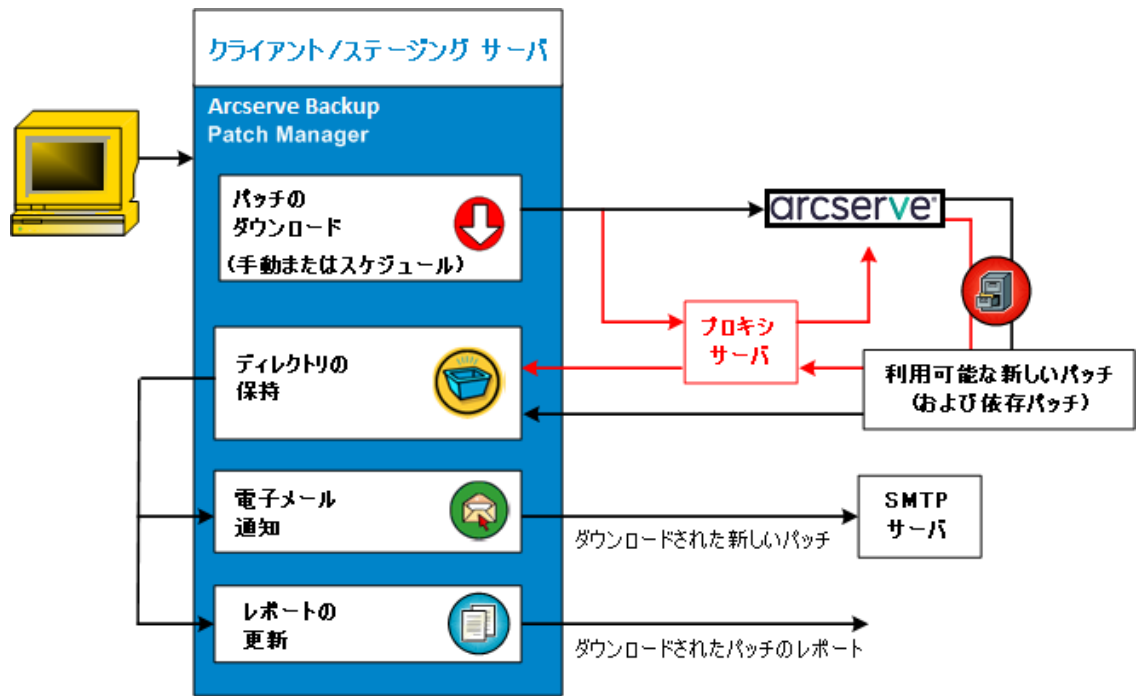 クライアント/ステージング サーバ
Arcserve Backup
Patch Manager
パッチの
ダウンロード
(手動またはスケジュール)
arcserve
プロキシ
サーバ
ディレクトリの
保持
利用可能な新しいパッチ
(および依存パッチ)
電子メール
通知
ダウンロードされた新しいパッチ
SMTP
サーバ
レポートの
更新
ダウンロードされたパッチのレポート